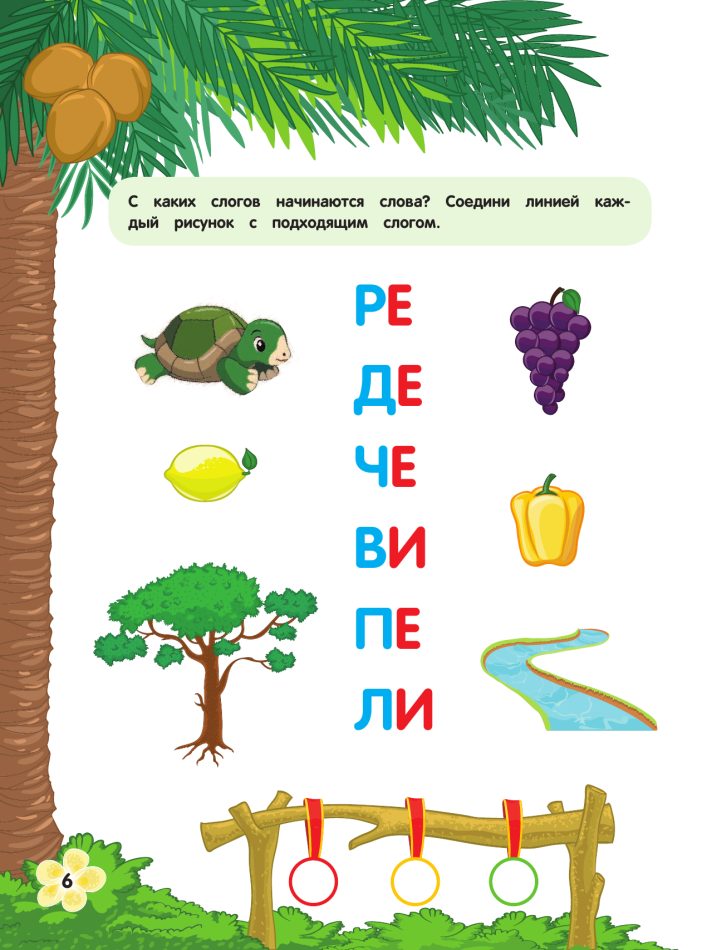 С каких слогов начинаются слова? Соедини линией каж-
дый рисунок с подходящим слогом.
РЕ
ДЕ
ЧЕ
ВИ
ПЕ
ЛИ
6